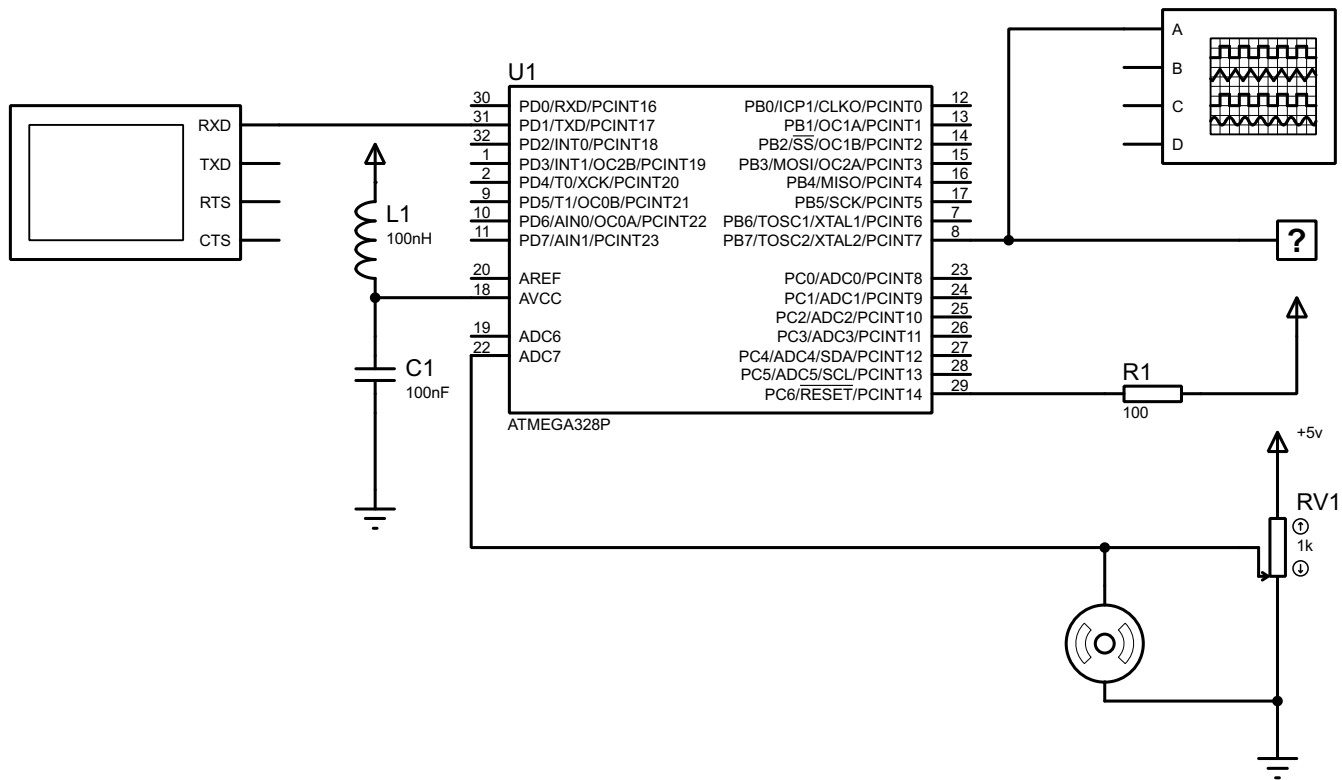 RXD
TXD
RTS
CTS
L1
100nH
C1
100nF
U1
30 PD0/RXD/PCINT16
31 PD1/TXD/PCINT17
32 PD2/INT0/PCINT18
1 PD3/INT1/OC2B/PCINT19
2 PD4/T0/XCK/PCINT20
9 PD5/T1/OC0B/PCINT21
10 PD6/AIN0/OC0A/PCINT22
11 PD7/AIN1/PCINT23
20 AREF
18 AVCC
19 ADC6
22 ADC7
PB0/ICP1/CLKO/PCINT0 12
PB1/OC1A/PCINT1 13
PB2/SS/OC1B/PCINT2 14
PB3/MOSI/OC2A/PCINT3 15
PB4/MISO/PCINT4 16
PB5/SCK/PCINT5 17
PB6/TOSC1/XTAL1/PCINT6 7
PB7/TOSC2/XTAL2/PCINT7 8
PC0/ADC0/PCINT8 23
PC1/ADC1/PCINT9 24
PC2/ADC2/PCINT10 25
PC3/ADC3/PCINT11 26
PC4/ADC4/SDA/PCINT12 27
PC5/ADC5/SCL/PCINT13 28
PC6/RESET/PCINT14 29
ATMEGA328P
A
B
C
D
?
R1
100
+5v
RV1
1k